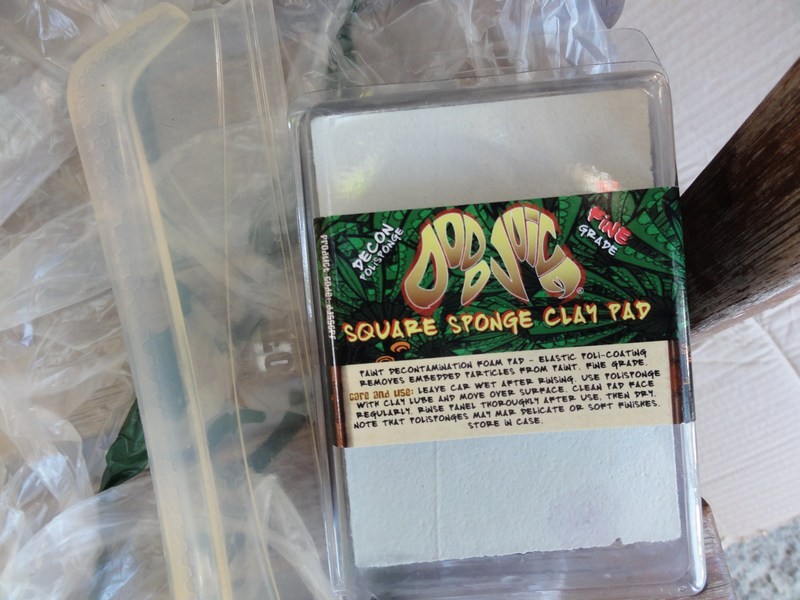 DECON
POLISPONGE
Dodo Juice®
FINE
GRADE
SQUARE SPONGE CLAY PAD
PAINT DECONTAMINATION FOAM PAD - ELASTIC POLI-COATING
REMOVES EMBEDDED PARTICLES FROM PAINT. FINE GRADE.
CARE AND USE: LEAVE CAR WET AFTER RINSING. USE POLISPONGE
WITH CLAY LUBE AND MOVE OVER SURFACE. CLEAN PAD FACE
REGULARLY. RINSE PANEL THOROUGHLY AFTER USE, THEN DRY.
NOTE THAT POLISPONGES MAY MAR DELICATE OR SOFT FINISHES.
STORE IN CASE.
PRODUCT CODE: